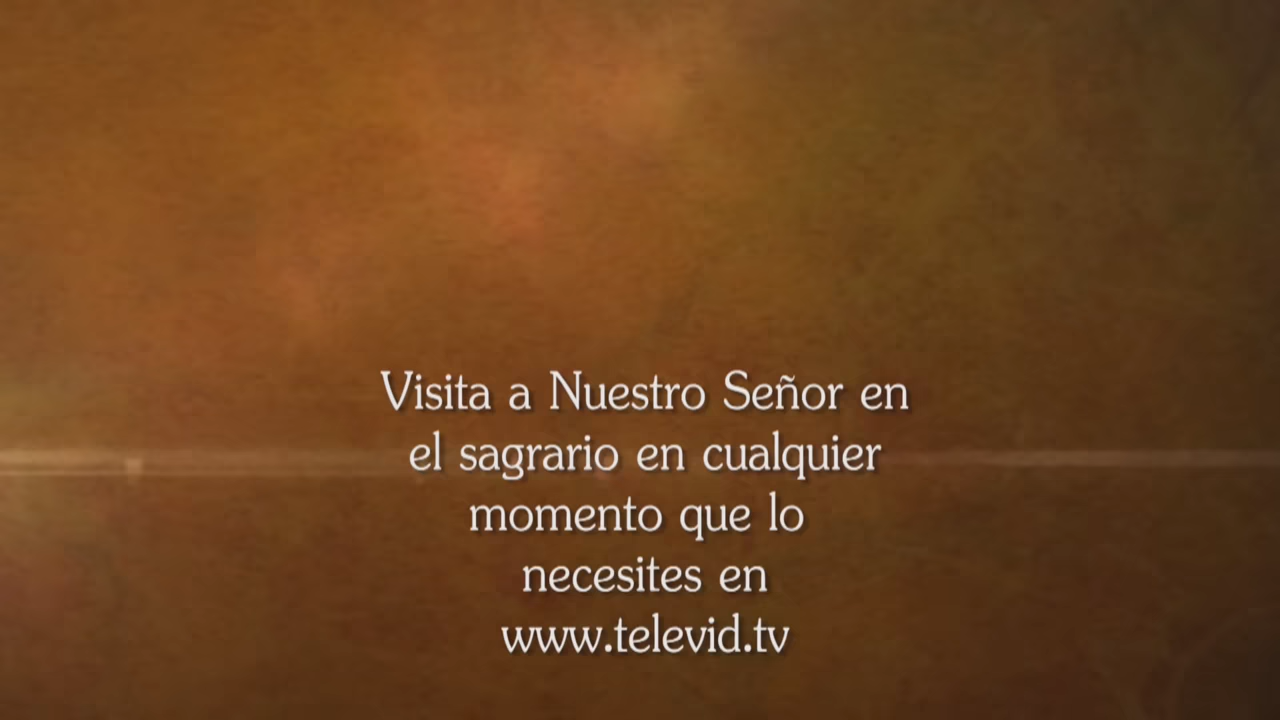 Visita a Nuestro Señor en
el sagrario en cualquier
momento que lo
necesites en
www.televid.tv